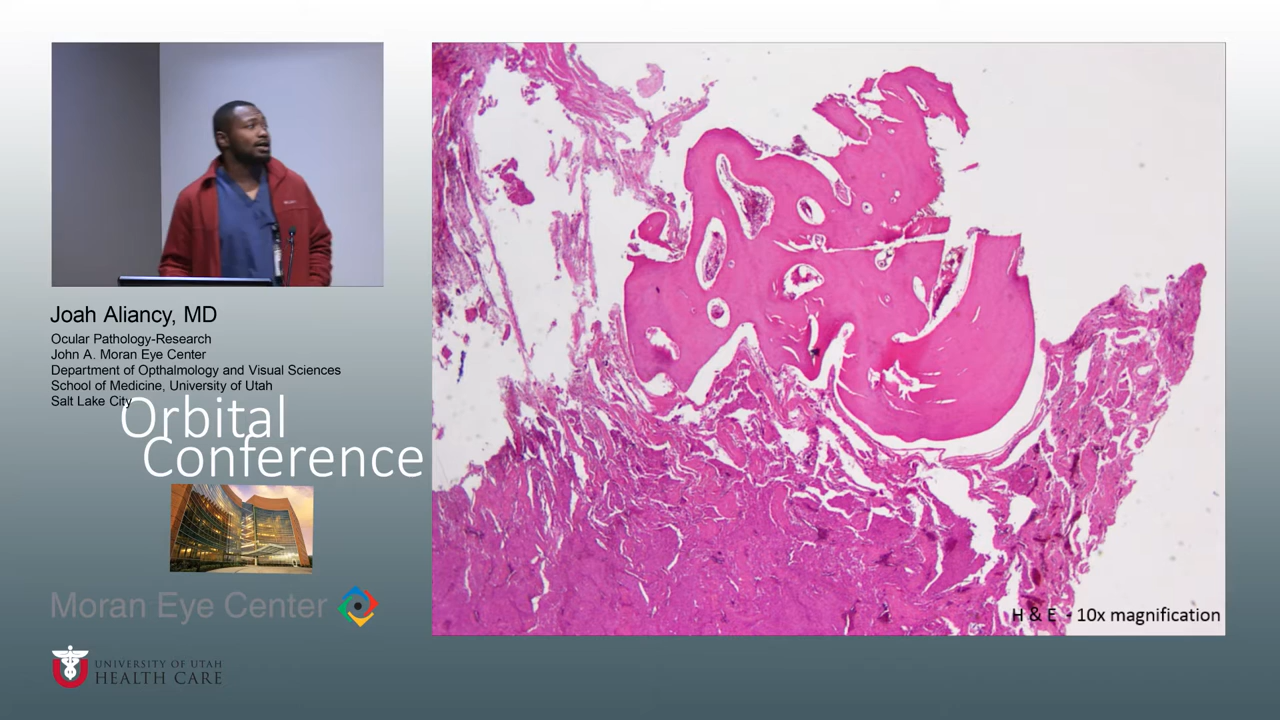 Joah Aliancy, MD
Ocular Pathology-Research
John A. Moran Eye Center
Department of Opthalmology and Visual Sciences
School of Medicine, University of Utah
Salt Lake City
Orbital
Conference
Moran Eye Center
UNIVERSITY OF UTAH
HEALTH CARE
H & E - 10x magnification